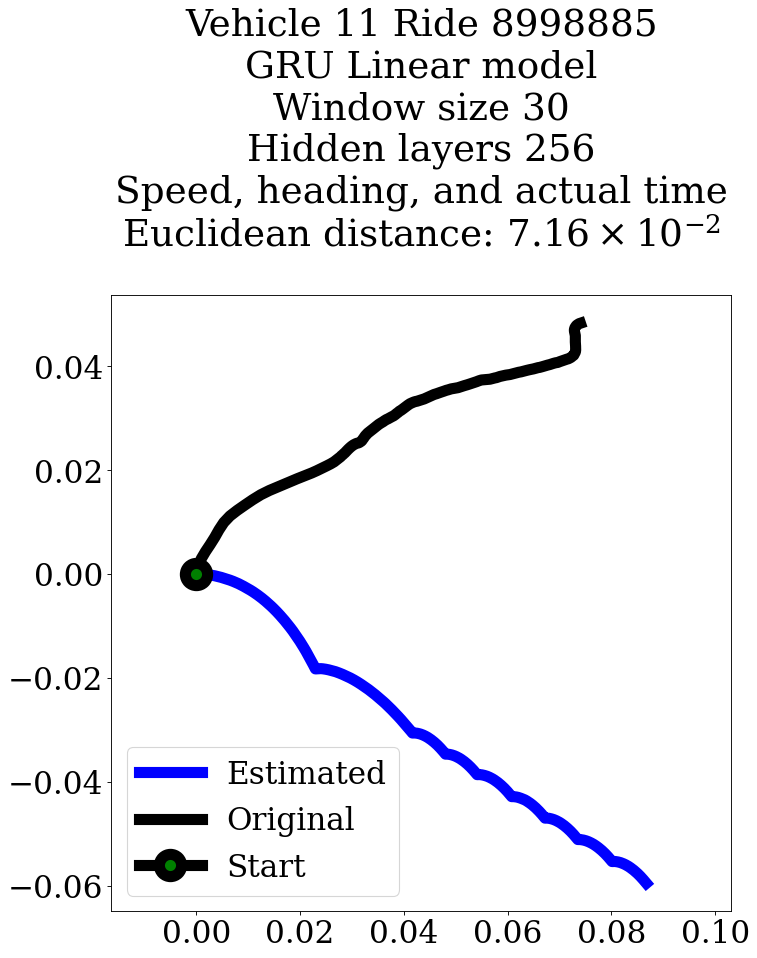 Vehicle 11 Ride 8998885
GRU Linear model
Window size 30
Hidden layers 256
Speed, heading, and actual time
Euclidean distance: 7.16 × 10⁻²
0.04
0.02
0.00
−0.02
−0.04
−0.06
Estimated
Original
Start
0.00 0.02 0.04 0.06 0.08 0.10